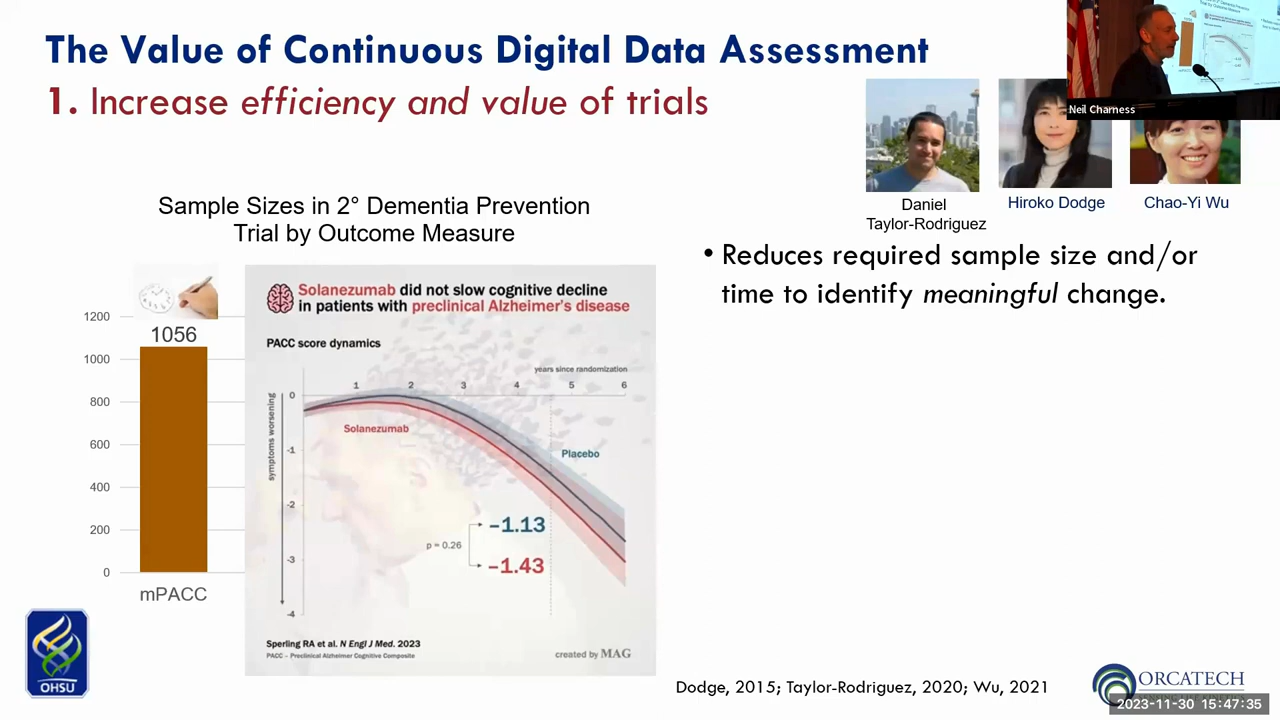 The Value of Continuous Digital Data Assessment
1. Increase efficiency and value of trials
Neil Charness
Daniel
Taylor-Rodriguez
Hiroko Dodge
Chao-Yi Wu
Sample Sizes in 2° Dementia Prevention
Trial by Outcome Measure
1200
1000
800
600
400
200
0
1056
mPACC
Solanezumab did not slow cognitive decline
in patients with preclinical Alzheimer's disease
PACC score dynamics
years since randomization
1 2 3 4 5 6
symptoms worsening
0
-1
-2
-3
-4
Solanezumab
Placebo
p = 0.26
–1.13
–1.43
Sperling RA et al. N Engl J Med. 2023
PACC – Preclinical Alzheimer Cognitive Composite
created by MAG
• Reduces required sample size and/or
time to identify meaningful change.
OHSU
Dodge, 2015; Taylor-Rodriguez, 2020; Wu, 2021
ORCATECH
2023-11-30 15:47:35